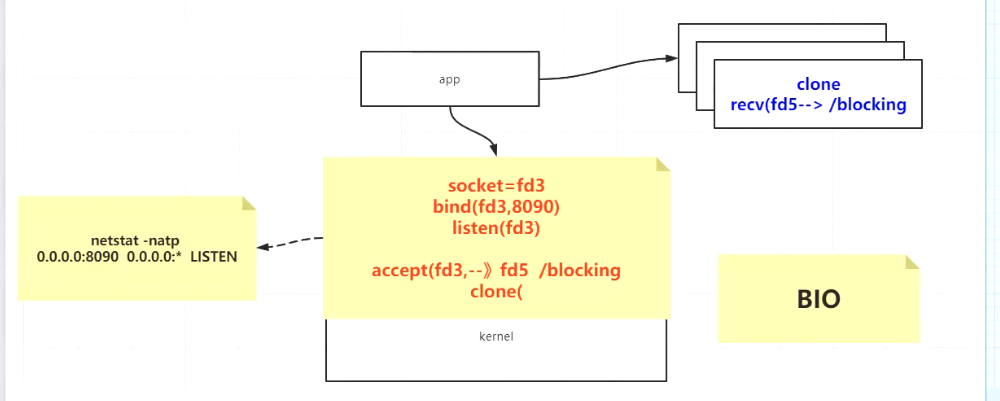 app
clone
recv(fd5--> /blocking
socket=fd3
bind(fd3,8090)
listen(fd3)
accept(fd3,--》fd5 /blocking
clone(
netstat -natp
0.0.0.0:8090 0.0.0.0:* LISTEN
BIO
kernel